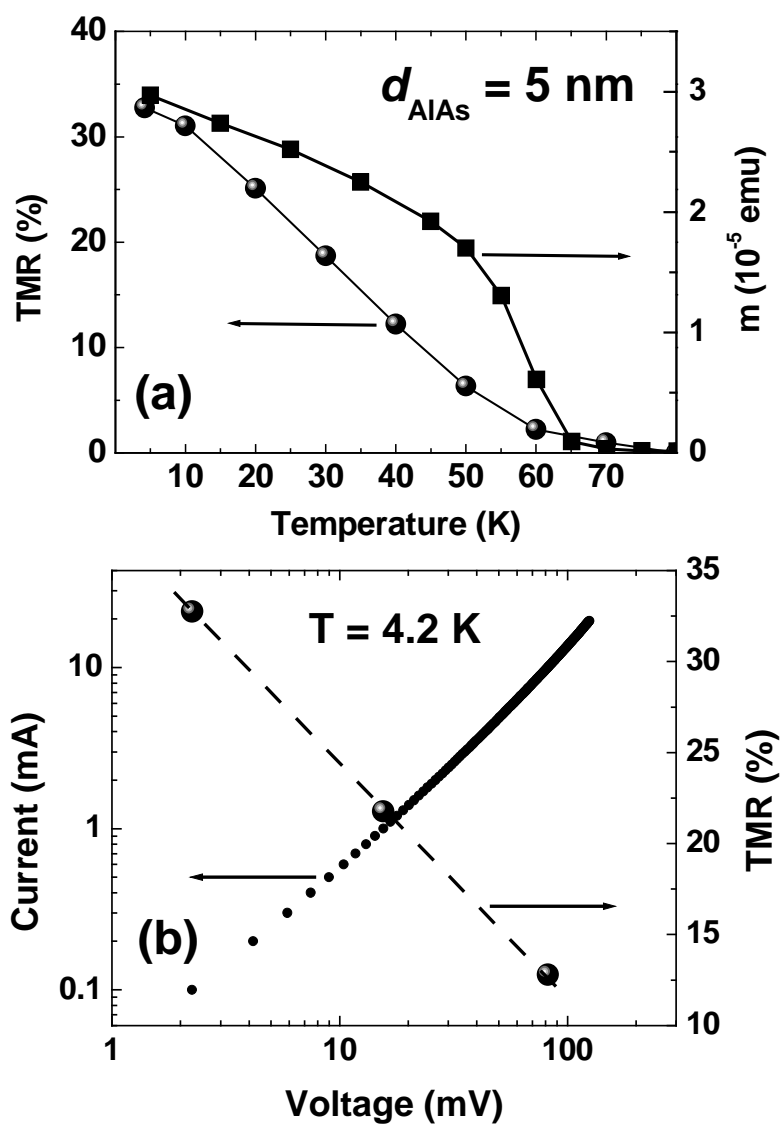 40
30
20
10
0
TMR (%)
d_AlAs = 5 nm
3
2
1
0
m (10^-5 emu)
(a)
10 20 30 40 50 60 70
Temperature (K)
10
1
0.1
Current (mA)
T = 4.2 K
35
30
25
20
15
10
TMR (%)
(b)
1 10 100
Voltage (mV)